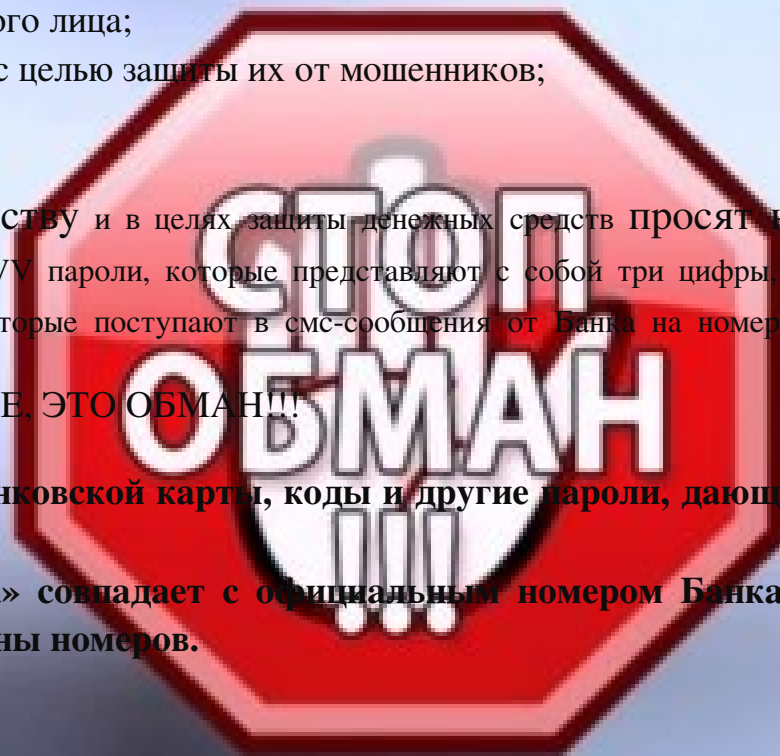 ого лица;
с целью защиты их от мошенников;
СТОП
ству и в целях защиты денежных средств просят
VV пароли, которые представляют с собой три цифры,
оторые поступают в смс-сообщения от Банка на номер
Е, ЭТО ОБМАН!!!
ОБМАН
нковской карты, коды и другие пароли, дающ
!!!
» совпадает с официальным номером Банка
ны номеров.